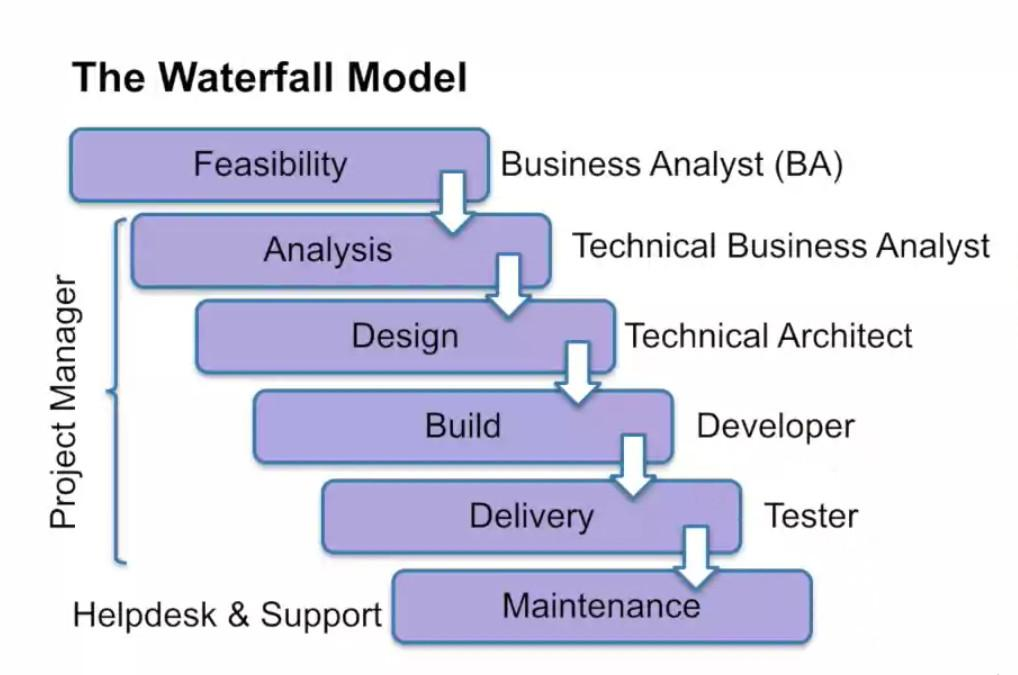 The Waterfall Model
Feasibility
Business Analyst (BA)
Analysis
Technical Business Analyst
Design
Technical Architect
Build
Developer
Delivery
Tester
Maintenance
Helpdesk & Support
Project Manager